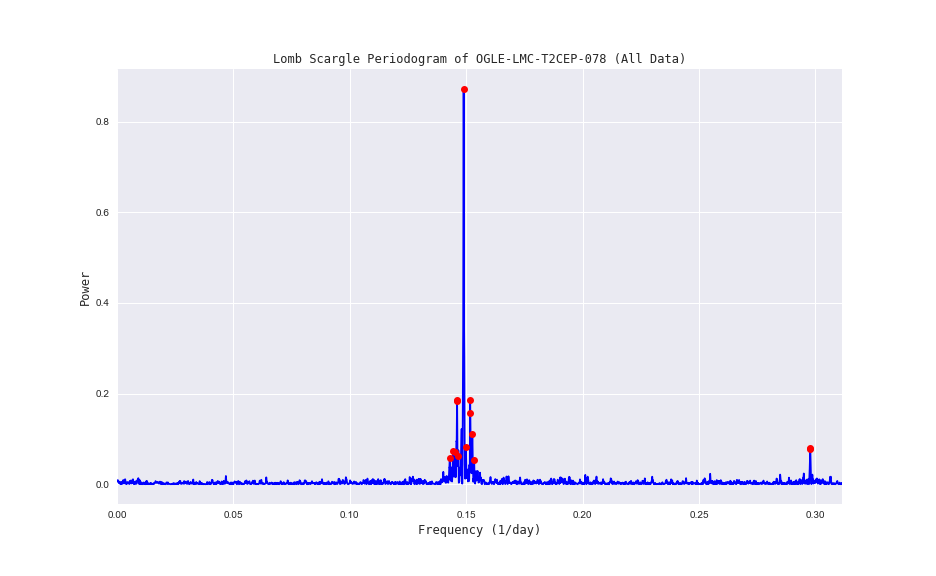 Lomb Scargle Periodogram of OGLE-LMC-T2CEP-078 (All Data)
Power
0.8
0.6
0.4
0.2
0.0
0.00 0.05 0.10 0.15 0.20 0.25 0.30
Frequency (1/day)